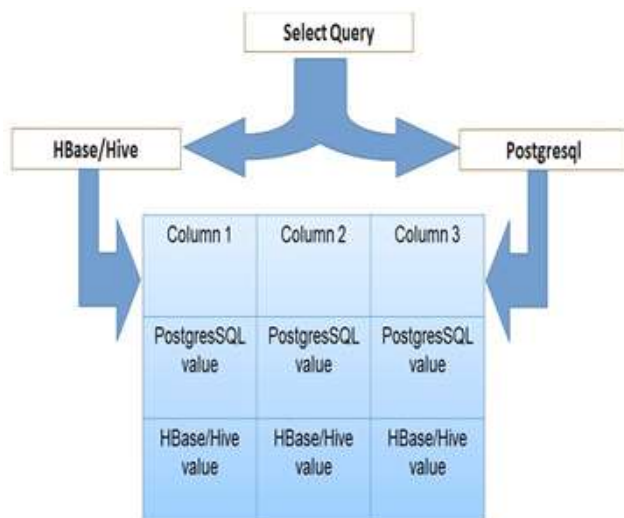 Select Query
HBase/Hive
Postgresql
Column 1
Column 2
Column 3
PostgresSQL
value
PostgresSQL
value
PostgresSQL
value
HBase/Hive
value
HBase/Hive
value
HBase/Hive
value